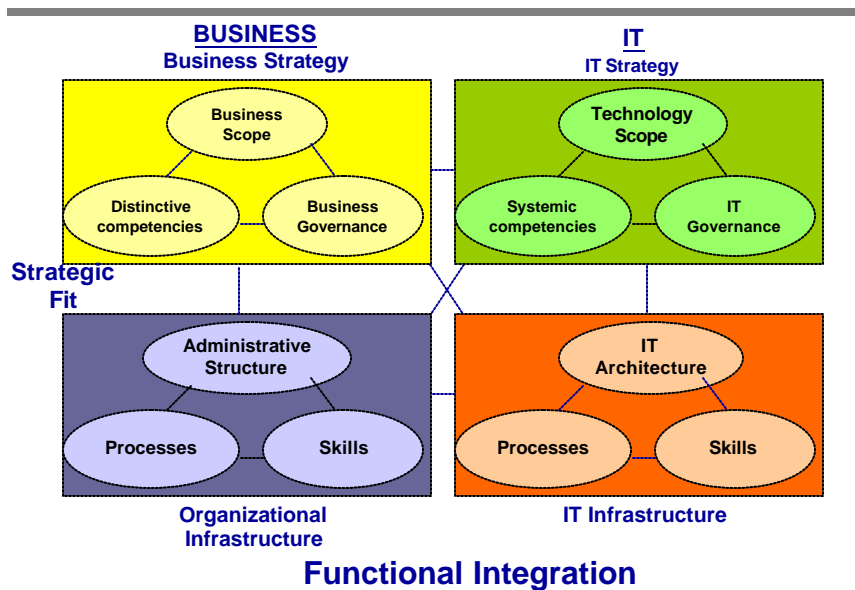 BUSINESS
Business Strategy
IT
IT Strategy
Business
Scope
Distinctive
competencies
Business
Governance
Technology
Scope
Systemic
competencies
IT
Governance
Strategic
Fit
Administrative
Structure
Processes
Skills
IT
Architecture
Processes
Skills
Organizational
Infrastructure
IT Infrastructure
Functional Integration